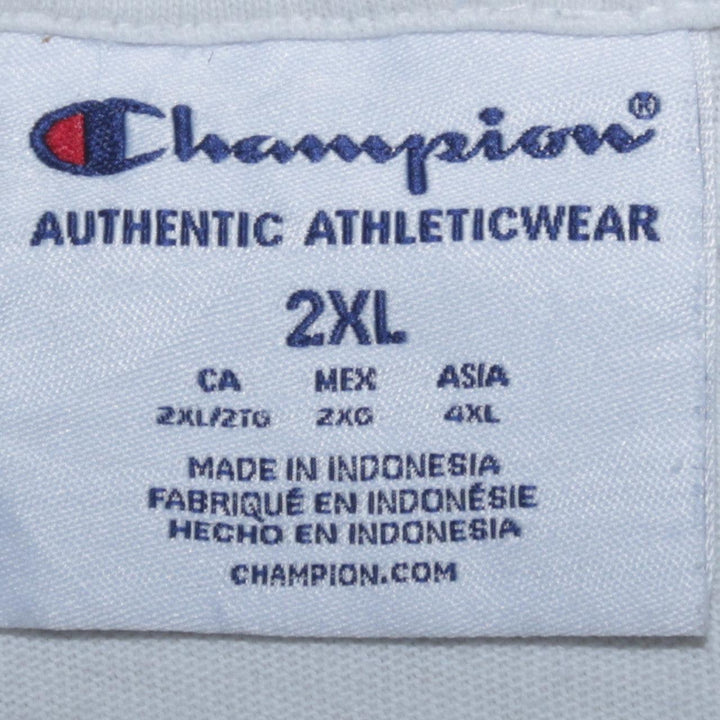 Champion®
AUTHENTIC ATHLETICWEAR
2XL
CA MEX ASIA
2XL/2TG 2XG 4XL
MADE IN INDONESIA
FABRIQUÉ EN INDONÉSIE
HECHO EN INDONESIA
CHAMPION.COM